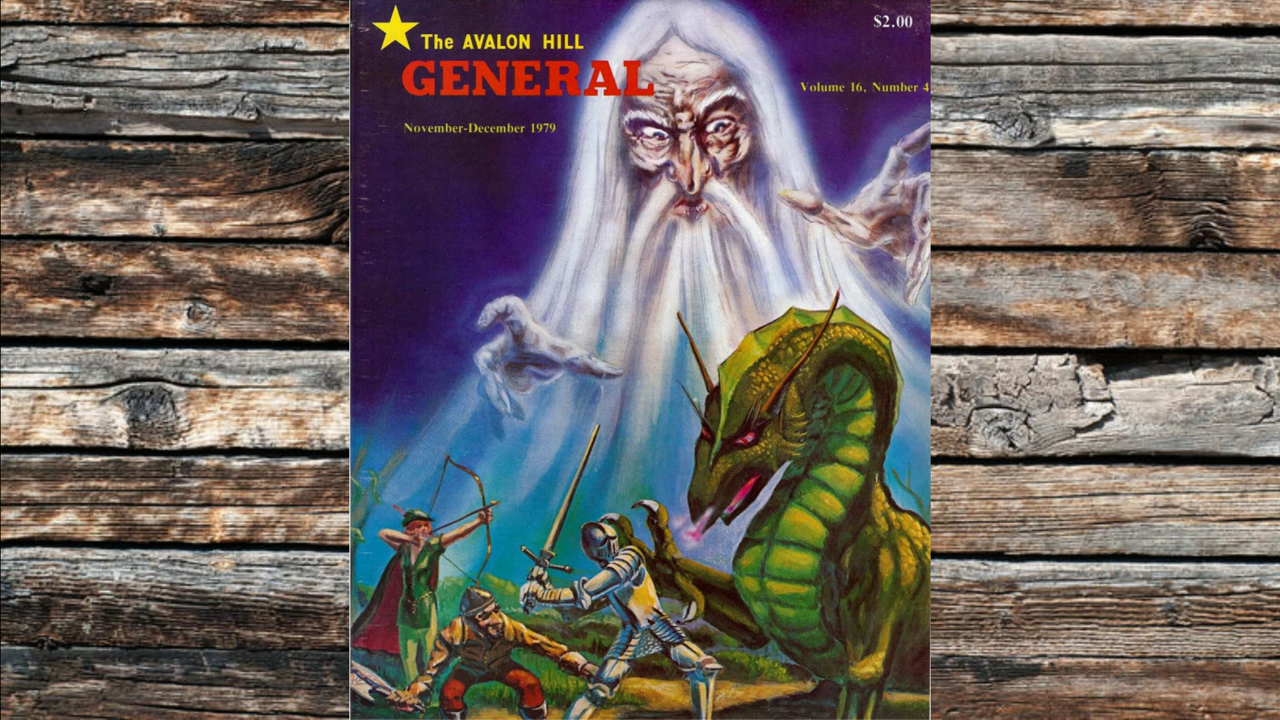 The AVALON HILL
GENERAL
$2.00
Volume 16, Number 4
November-December 1979